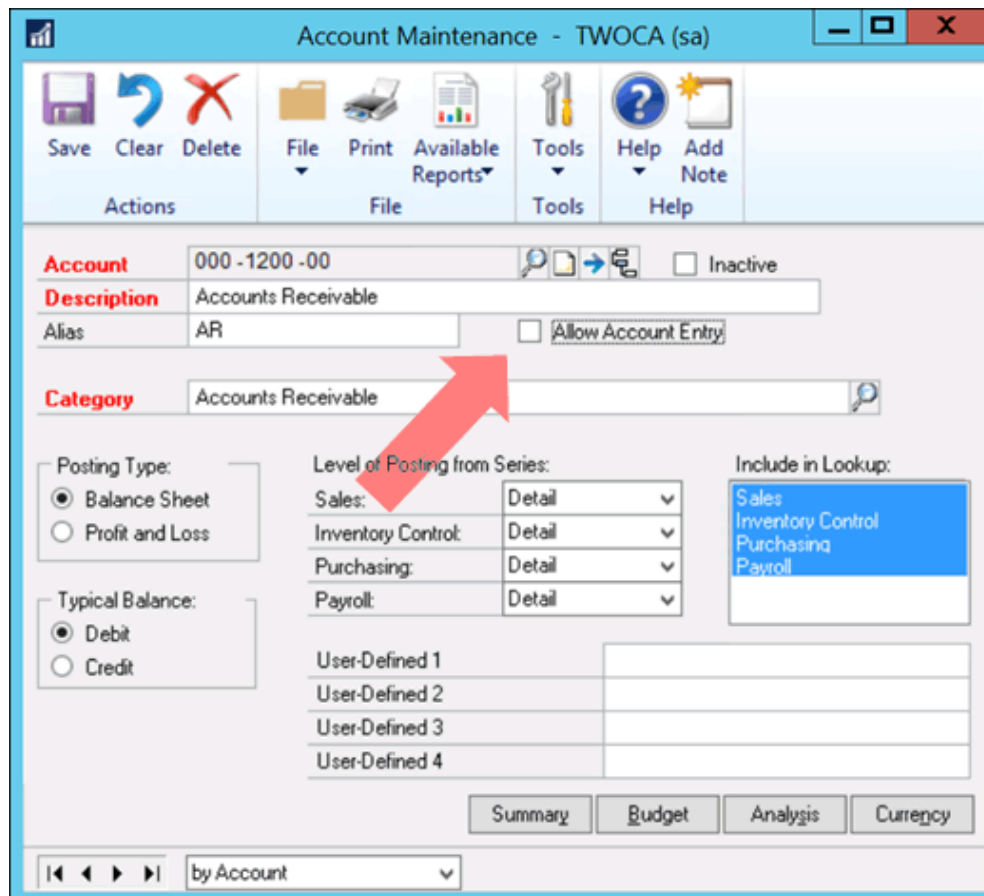 Account Maintenance - TWOCA (sa)
Save Clear Delete File Print Available Reports Tools Help Add Note
Actions File Tools Help
Account 000 -1200 -00 Inactive
Description Accounts Receivable
Alias AR Allow Account Entry
Category Accounts Receivable
Posting Type: Level of Posting from Series: Include in Lookup:
Balance Sheet Sales: Detail Sales
Profit and Loss Inventory Control: Detail Inventory Control
Purchasing: Detail Purchasing
Typical Balance: Payroll: Detail Payroll
Debit
Credit User-Defined 1
User-Defined 2
User-Defined 3
User-Defined 4
Summary Budget Analysis Currency
by Account